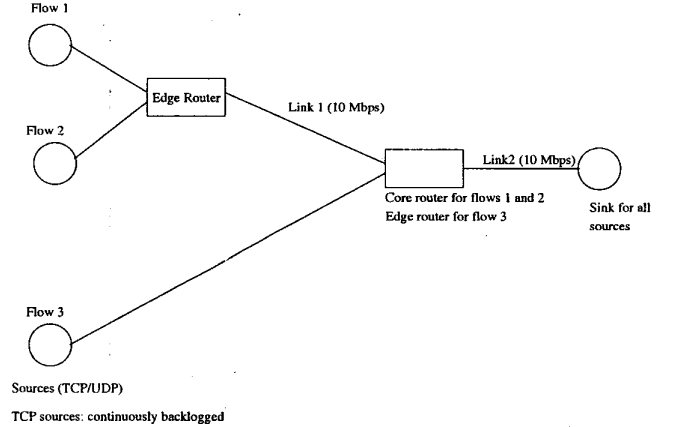 Flow 1
Edge Router
Link 1 (10 Mbps)
Flow 2
Link2 (10 Mbps)
Core router for flows 1 and 2
Edge router for flow 3
Sink for all
sources
Flow 3
Sources (TCP/UDP)
TCP sources: continuously backlogged